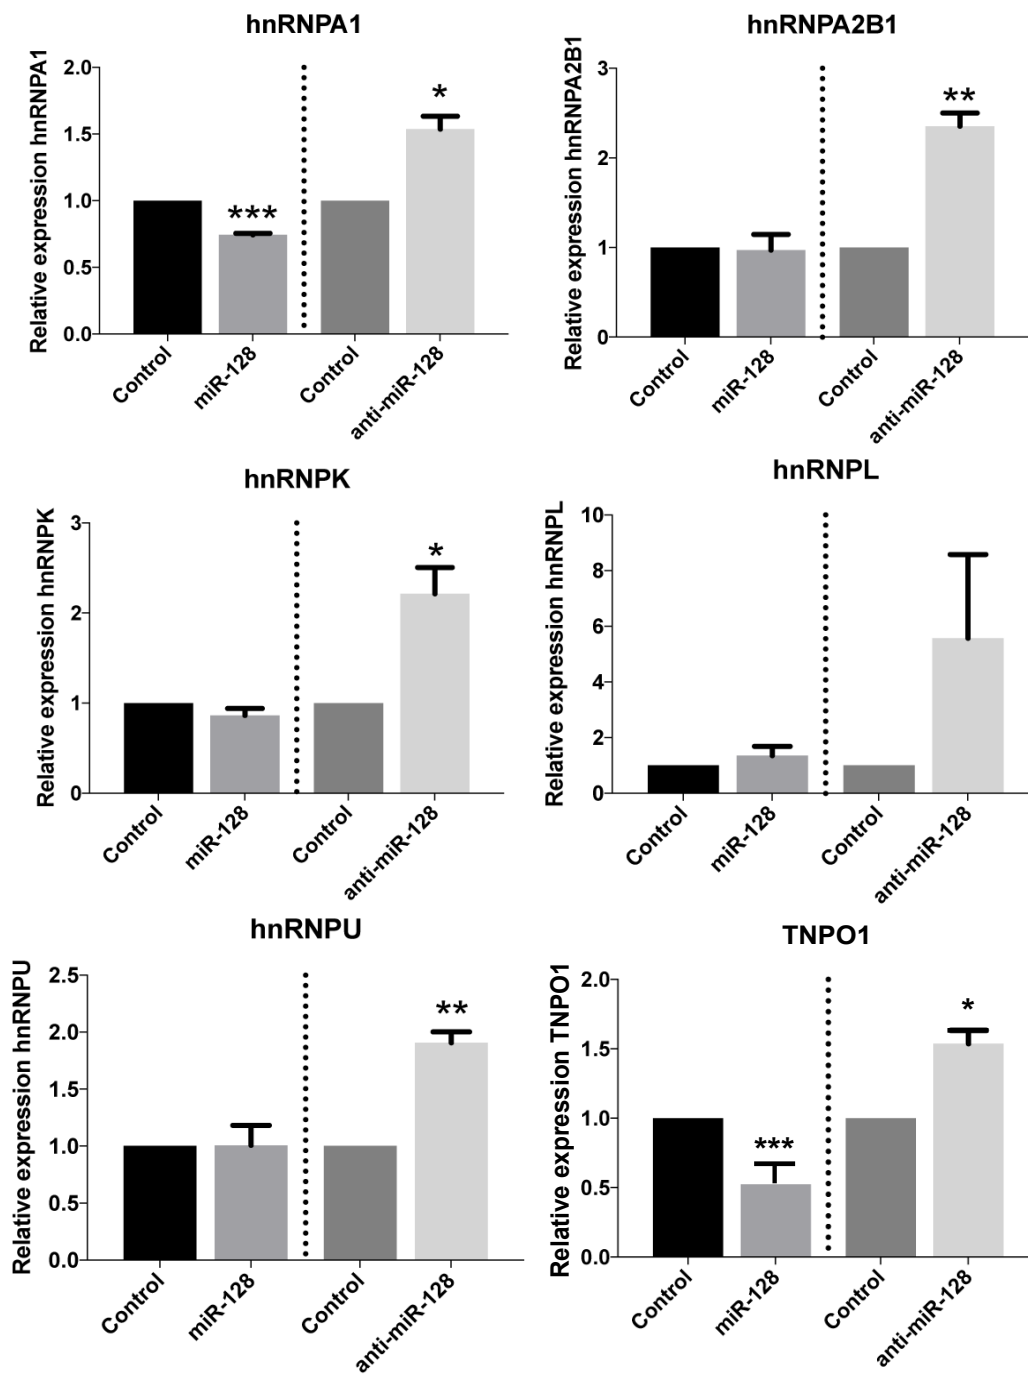 hnRNPA1
Relative expression hnRNPA1
2.0
1.5
1.0
0.5
0.0
***
*
Control
miR-128
Control
anti-miR-128
hnRNPA2B1
Relative expression hnRNPA2B1
3
2
1
0
**
Control
miR-128
Control
anti-miR-128
hnRNPK
Relative expression hnRNPK
3
2
1
0
*
Control
miR-128
Control
anti-miR-128
hnRNPL
Relative expression hnRNPL
10
8
6
4
2
0
Control
miR-128
Control
anti-miR-128
hnRNPU
Relative expression hnRNPU
2.5
2.0
1.5
1.0
0.5
0.0
**
Control
miR-128
Control
anti-miR-128
TNPO1
Relative expression TNPO1
2.0
1.5
1.0
0.5
0.0
***
*
Control
miR-128
Control
anti-miR-128